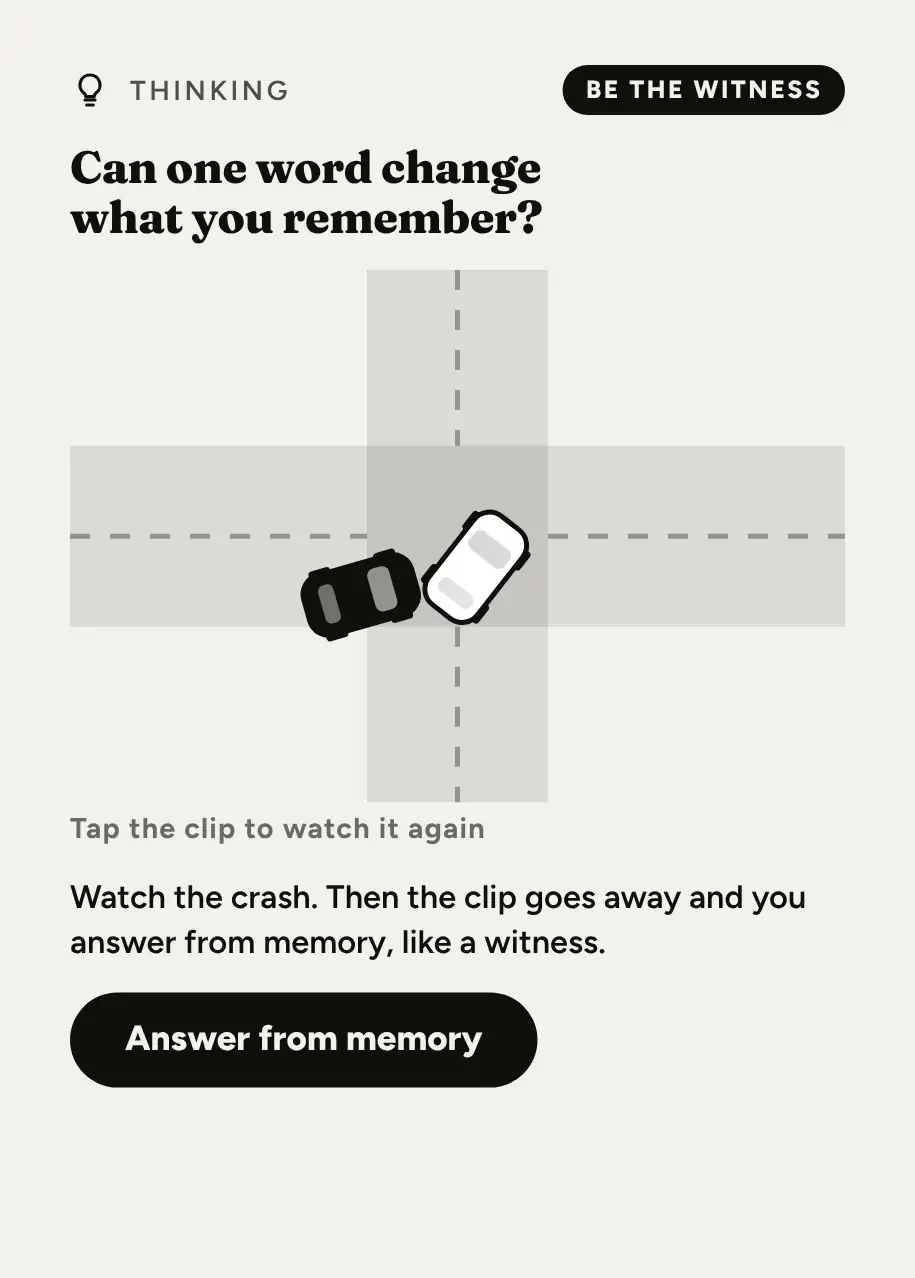 THINKING
BE THE WITNESS
Can one word change
what you remember?
Tap the clip to watch it again
Watch the crash. Then the clip goes away and you
answer from memory, like a witness.
Answer from memory